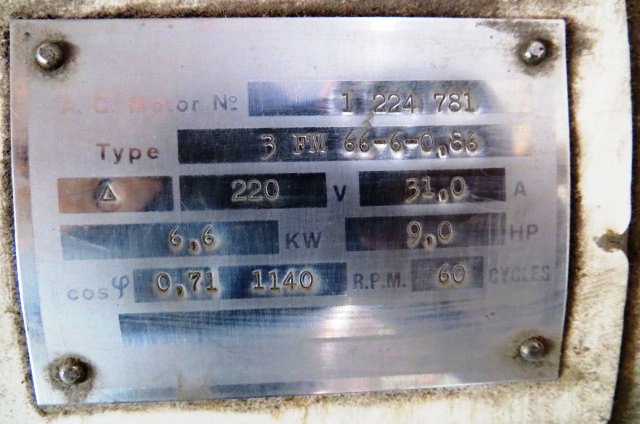 A. C. Motor № 1 224 781
Type 3 FM 66-6-0,86
Δ 220 V 31,0 A
6,6 KW 9,0 HP
cosφ 0,71 1140 R.P.M. 60 CYCLES